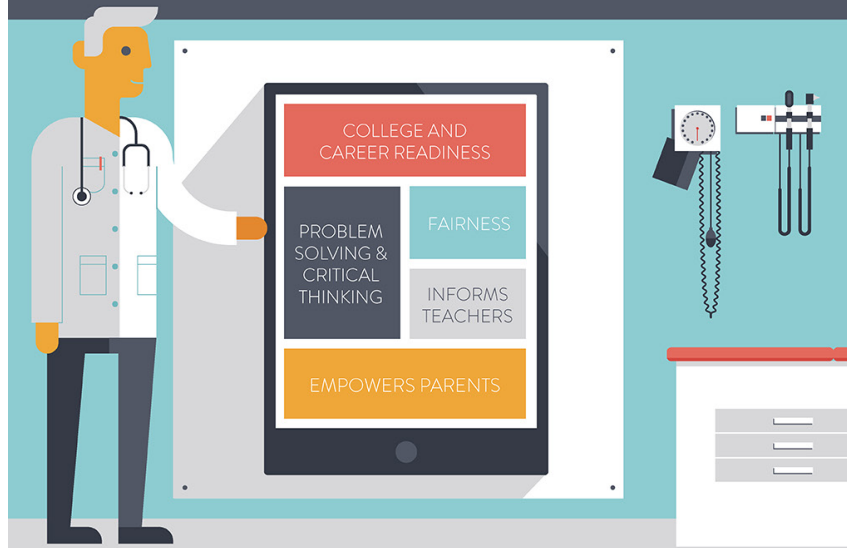 COLLEGE AND
CAREER READINESS
PROBLEM
SOLVING &
CRITICAL
THINKING
FAIRNESS
INFORMS
TEACHERS
EMPOWERS PARENTS